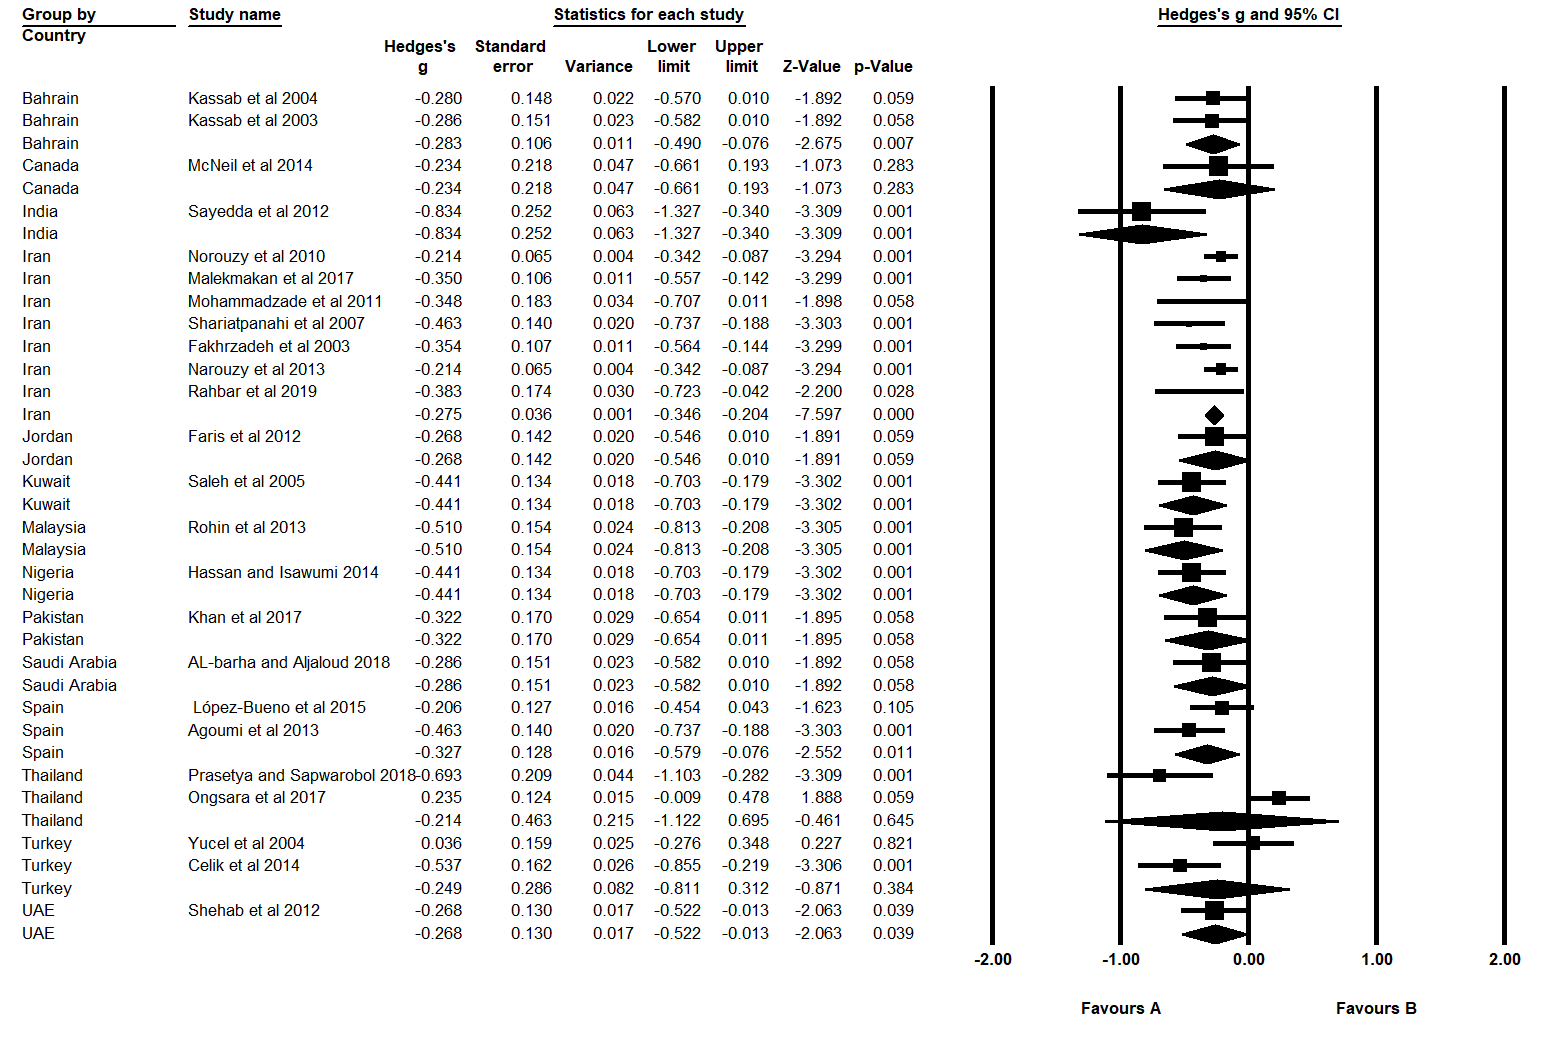 Group by Study name Statistics for each study Hedges's g and 95% CI
Country
Hedges's Standard Lower Upper
g error Variance limit limit Z-Value p-Value
Bahrain Kassab et al 2004 -0.280 0.148 0.022 -0.570 0.010 -1.892 0.059
Bahrain Kassab et al 2003 -0.286 0.151 0.023 -0.582 0.010 -1.892 0.058
Bahrain -0.283 0.106 0.011 -0.490 -0.076 -2.675 0.007
Canada McNeil et al 2014 -0.234 0.218 0.047 -0.661 0.193 -1.073 0.283
Canada -0.234 0.218 0.047 -0.661 0.193 -1.073 0.283
India Sayedda et al 2012 -0.834 0.252 0.063 -1.327 -0.340 -3.309 0.001
India -0.834 0.252 0.063 -1.327 -0.340 -3.309 0.001
Iran Norouzy et al 2010 -0.214 0.065 0.004 -0.342 -0.087 -3.294 0.001
Iran Malekmakan et al 2017 -0.350 0.106 0.011 -0.557 -0.142 -3.299 0.001
Iran Mohammadzade et al 2011 -0.348 0.183 0.034 -0.707 0.011 -1.898 0.058
Iran Shariatpanahi et al 2007 -0.463 0.140 0.020 -0.737 -0.188 -3.303 0.001
Iran Fakhrzadeh et al 2003 -0.354 0.107 0.011 -0.564 -0.144 -3.299 0.001
Iran Narouzy et al 2013 -0.214 0.065 0.004 -0.342 -0.087 -3.294 0.001
Iran Rahbar et al 2019 -0.383 0.174 0.030 -0.723 -0.042 -2.200 0.028
Iran -0.275 0.036 0.001 -0.346 -0.204 -7.597 0.000
Jordan Faris et al 2012 -0.268 0.142 0.020 -0.546 0.010 -1.891 0.059
Jordan -0.268 0.142 0.020 -0.546 0.010 -1.891 0.059
Kuwait Saleh et al 2005 -0.441 0.134 0.018 -0.703 -0.179 -3.302 0.001
Kuwait -0.441 0.134 0.018 -0.703 -0.179 -3.302 0.001
Malaysia Rohin et al 2013 -0.510 0.154 0.024 -0.813 -0.208 -3.305 0.001
Malaysia -0.510 0.154 0.024 -0.813 -0.208 -3.305 0.001
Nigeria Hassan and Isawumi 2014 -0.441 0.134 0.018 -0.703 -0.179 -3.302 0.001
Nigeria -0.441 0.134 0.018 -0.703 -0.179 -3.302 0.001
Pakistan Khan et al 2017 -0.322 0.170 0.029 -0.654 0.011 -1.895 0.058
Pakistan -0.322 0.170 0.029 -0.654 0.011 -1.895 0.058
Saudi Arabia AL-barha and Aljaloud 2018 -0.286 0.151 0.023 -0.582 0.010 -1.892 0.058
Saudi Arabia -0.286 0.151 0.023 -0.582 0.010 -1.892 0.058
Spain López-Bueno et al 2015 -0.206 0.127 0.016 -0.454 0.043 -1.623 0.105
Spain Agoumi et al 2013 -0.463 0.140 0.020 -0.737 -0.188 -3.303 0.001
Spain -0.327 0.128 0.016 -0.579 -0.076 -2.552 0.011
Thailand Prasetya and Sapwarobol 2018 -0.693 0.209 0.044 -1.103 -0.282 -3.309 0.001
Thailand Ongsara et al 2017 0.235 0.124 0.015 -0.009 0.478 1.888 0.059
Thailand -0.214 0.463 0.215 -1.122 0.695 -0.461 0.645
Turkey Yucel et al 2004 0.036 0.159 0.025 -0.276 0.348 0.227 0.821
Turkey Celik et al 2014 -0.537 0.162 0.026 -0.855 -0.219 -3.306 0.001
Turkey -0.249 0.286 0.082 -0.811 0.312 -0.871 0.384
UAE Shehab et al 2012 -0.268 0.130 0.017 -0.522 -0.013 -2.063 0.039
UAE -0.268 0.130 0.017 -0.522 -0.013 -2.063 0.039
-2.00 -1.00 0.00 1.00 2.00
Favours A Favours B